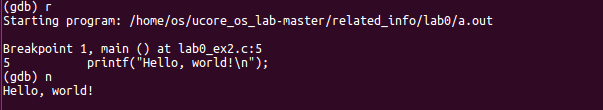 (gdb) r
Starting program: /home/os/ucore_os_lab-master/related_info/lab0/a.out

Breakpoint 1, main () at lab0_ex2.c:5
5           printf("Hello, world!\n");
(gdb) n
Hello, world!